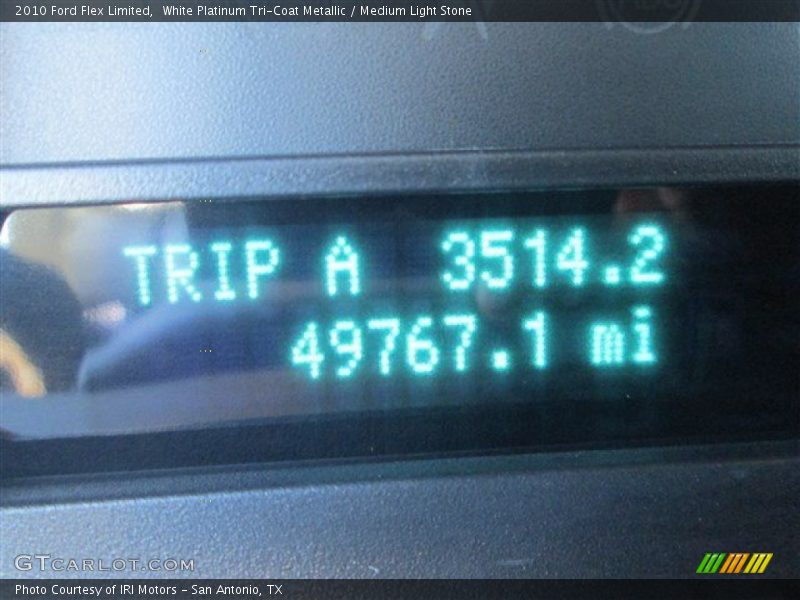 2010 Ford Flex Limited,  White Platinum Tri-Coat Metallic / Medium Light Stone
TRIP A 3514.2
49767.1 mi
GTCARLOT.COM
Photo Courtesy of IRI Motors - San Antonio, TX